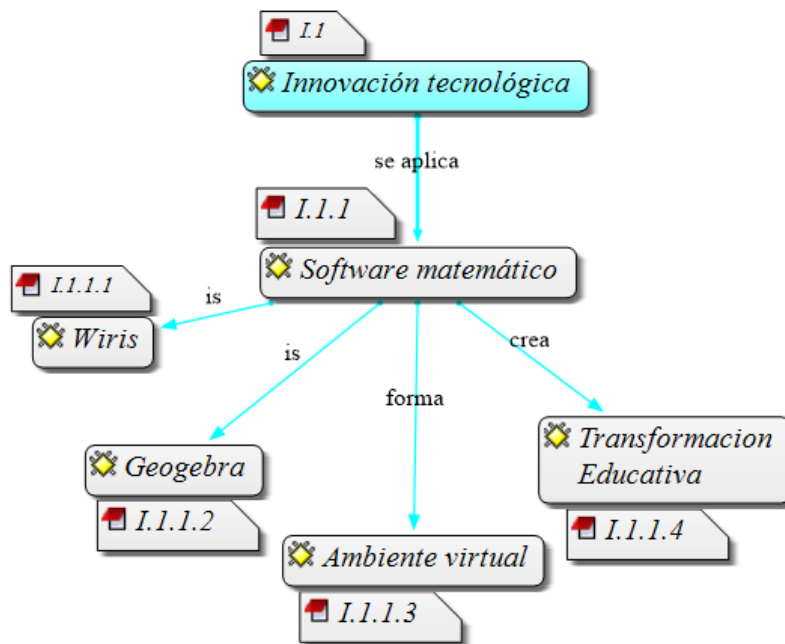 I.1
Innovación tecnológica
se aplica
I.1.1
Software matemático
I.1.1.1
is
Wiris
is
crea
forma
Transformacion
Educativa
Geogebra
I.1.1.2
I.1.1.4
Ambiente virtual
I.1.1.3